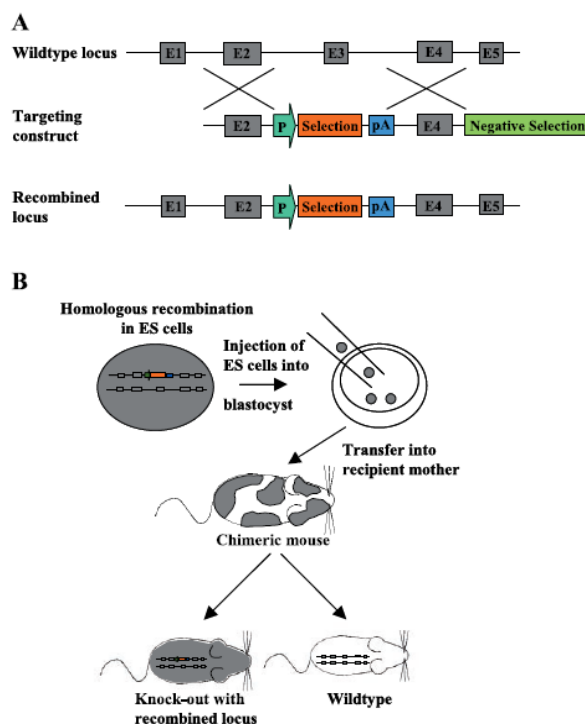 A
Wildtype locus
E1 E2 E3 E4 E5
Targeting
construct
E2 P Selection pA E4 Negative Selection
Recombined
locus
E1 E2 P Selection pA E4 E5
B
Homologous recombination
in ES cells
Injection of
ES cells into
blastocyst
Transfer into
recipient mother
Chimeric mouse
Knock-out with
recombined locus
Wildtype